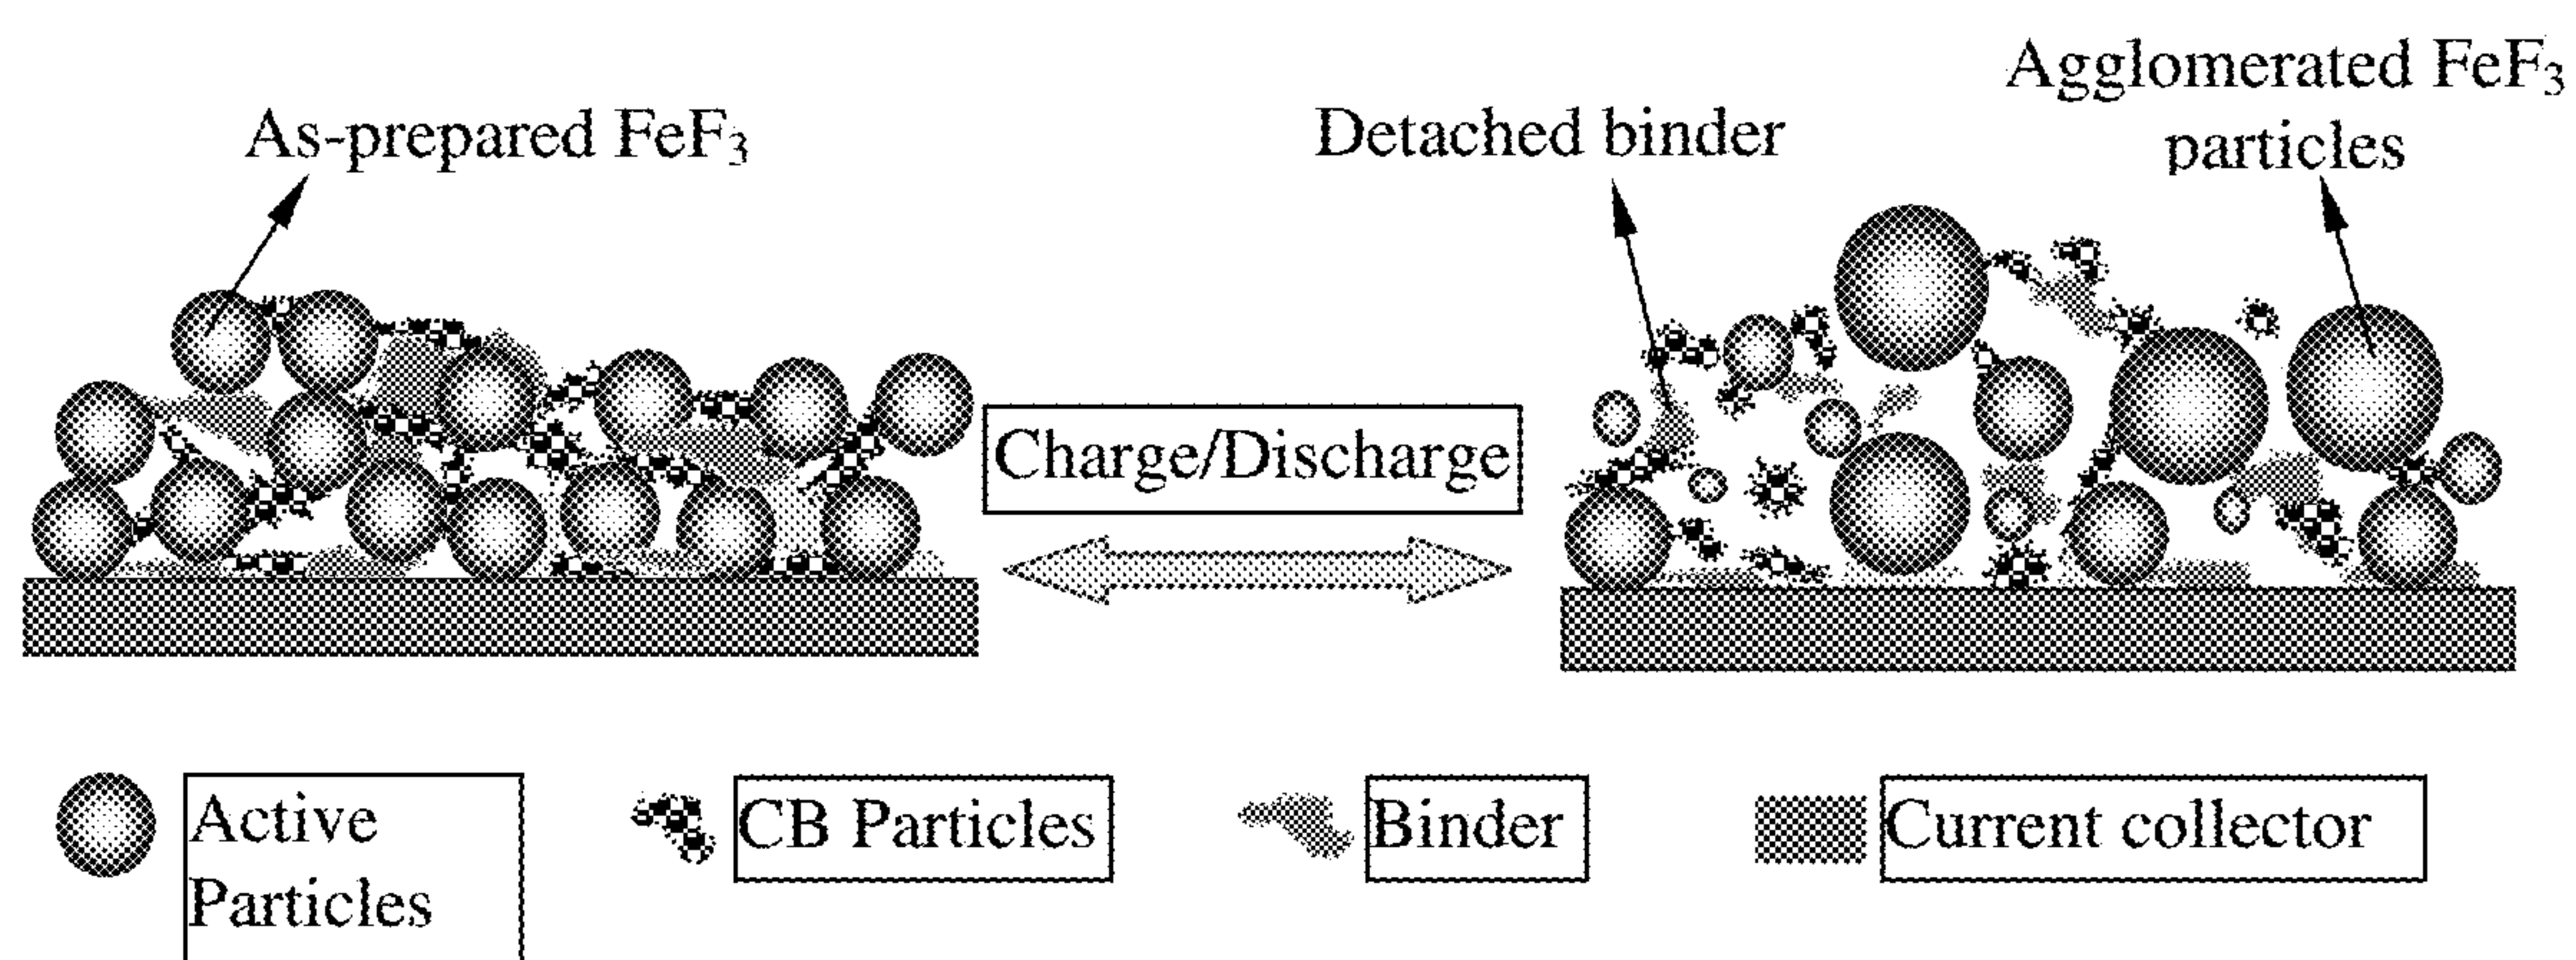 As-prepared FeF₃
Detached binder
Agglomerated FeF₃
particles
Charge/Discharge
Active
Particles
CB Particles
Binder
Current collector